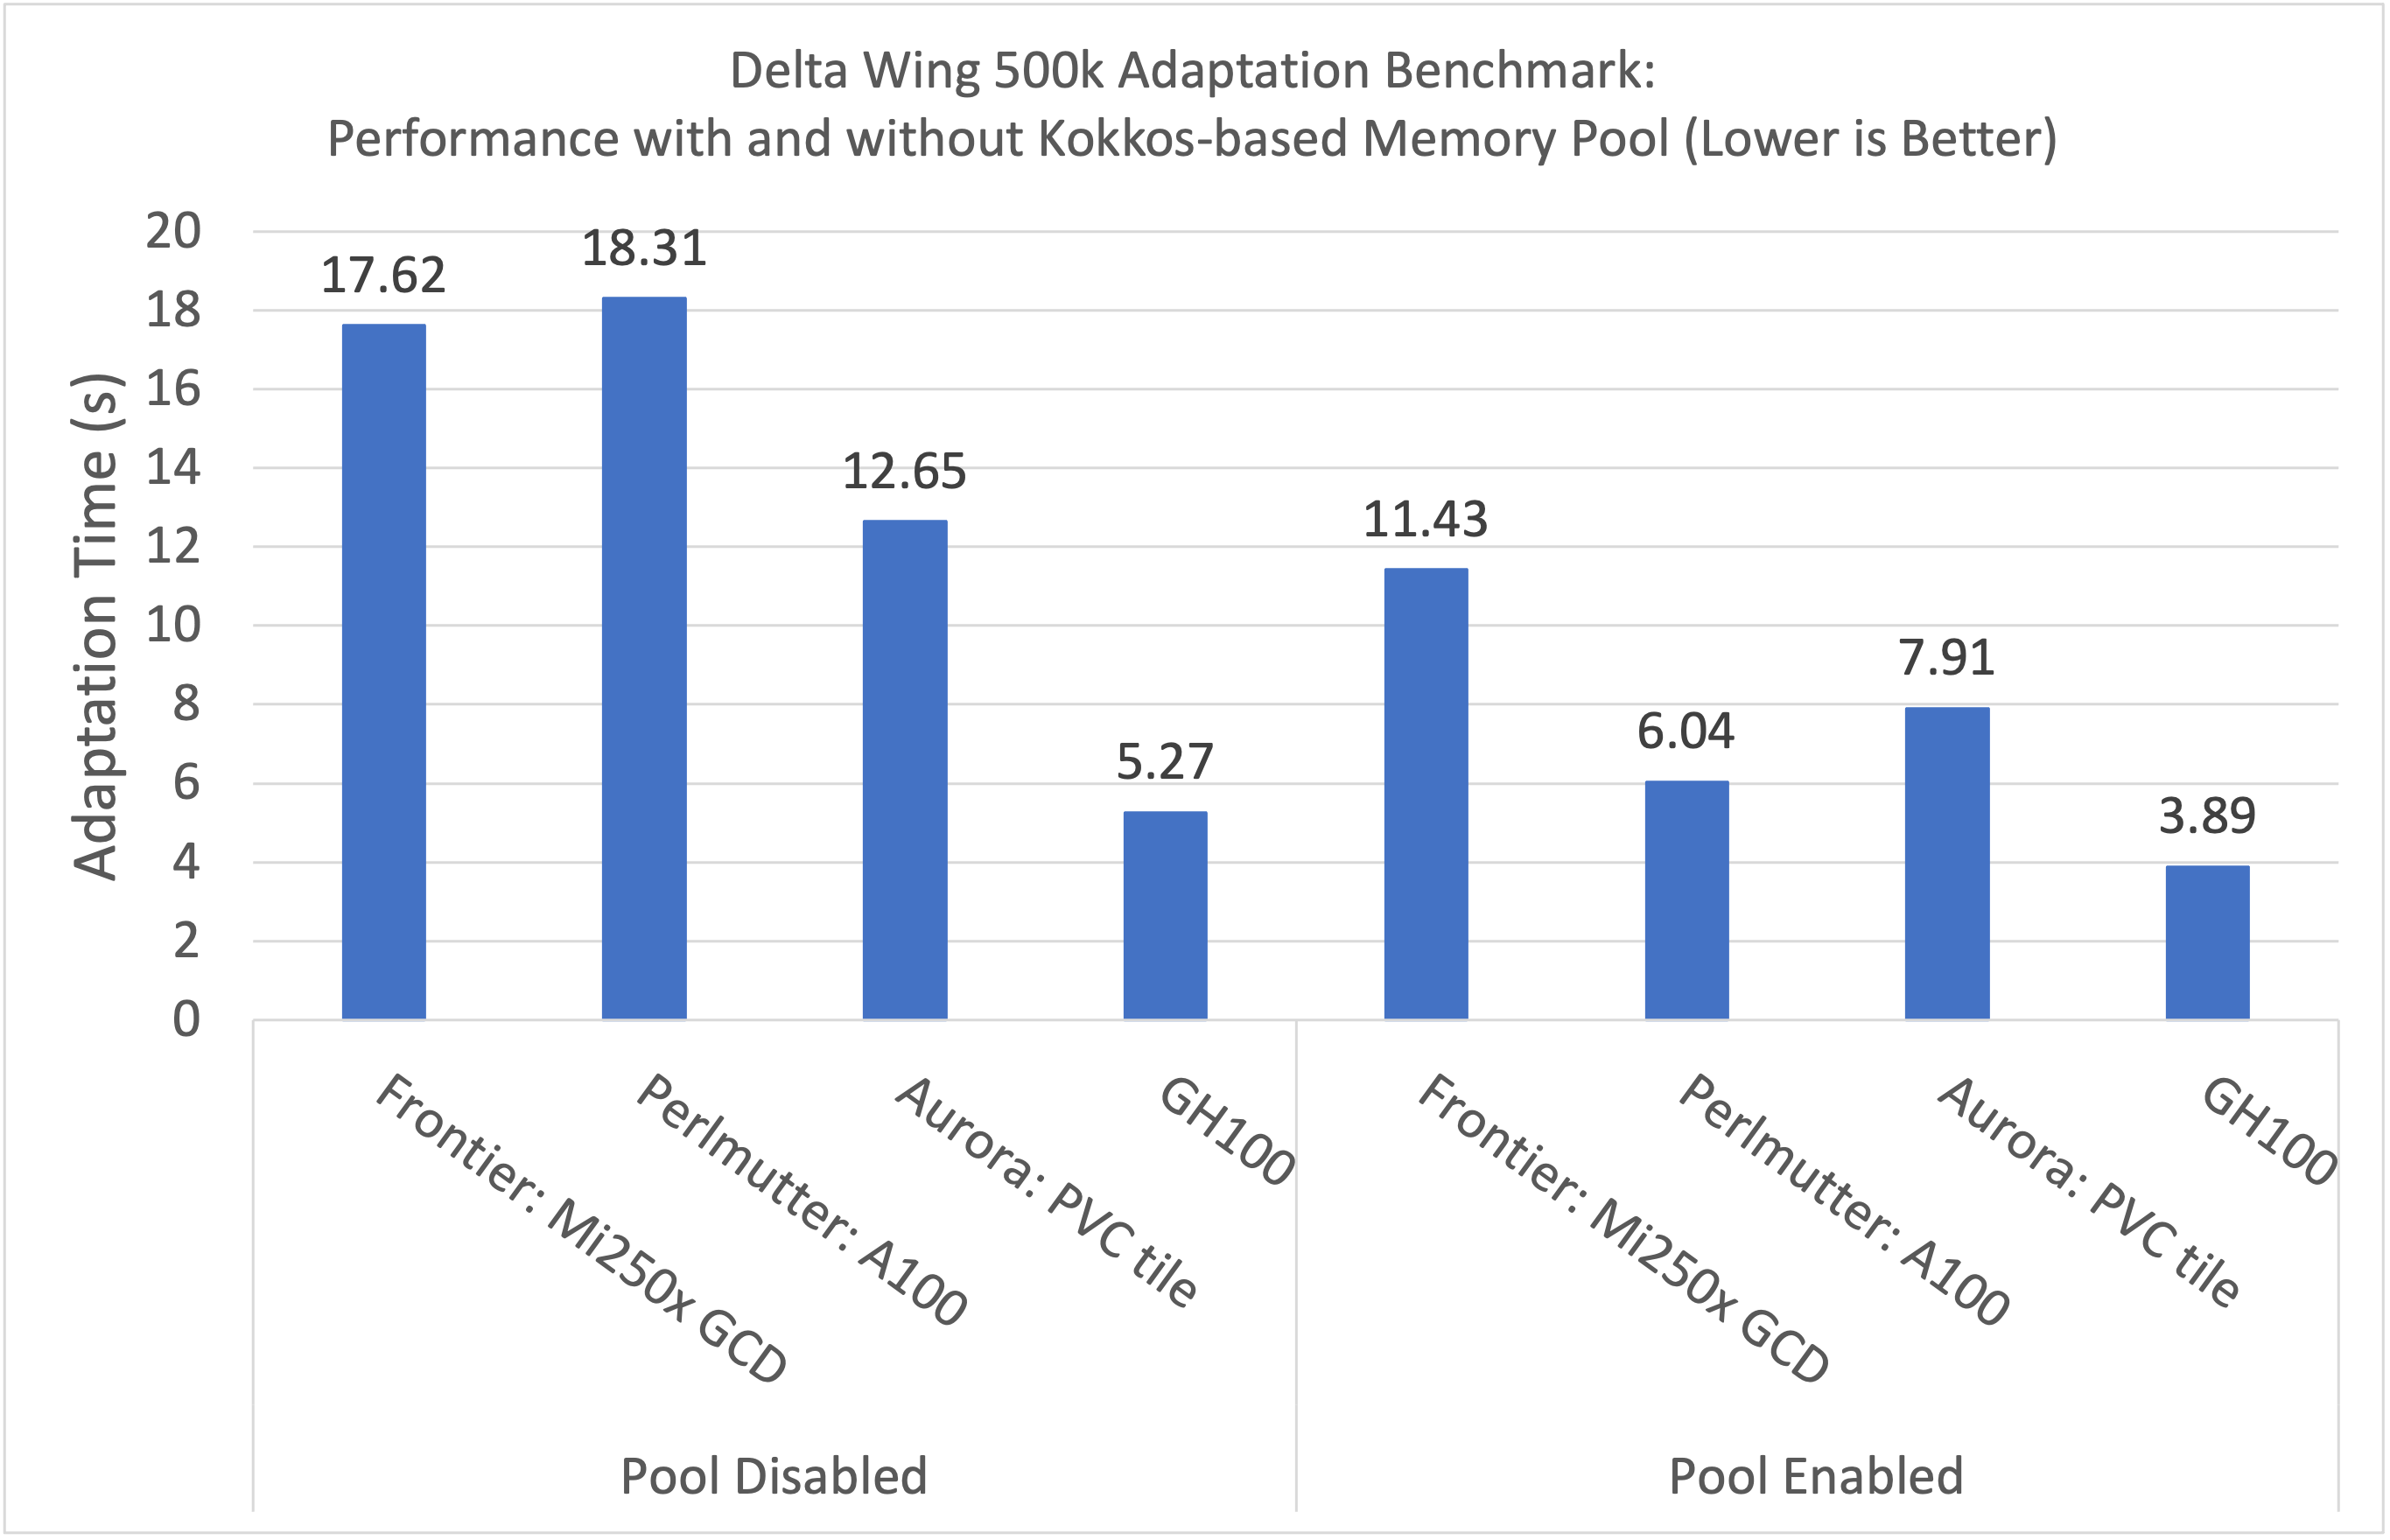 Delta Wing 500k Adaptation Benchmark:
Performance with and without Kokkos-based Memory Pool (Lower is Better)
Adaptation Time (s)
20
18
16
14
12
10
8
6
4
2
0
17.62
18.31
12.65
5.27
11.43
6.04
7.91
3.89
Frontier: Mi250x GCD
Perlmutter: A100
Aurora: PVC tile
GH100
Frontier: Mi250x GCD
Perlmutter: A100
Aurora: PVC tile
GH100
Pool Disabled
Pool Enabled